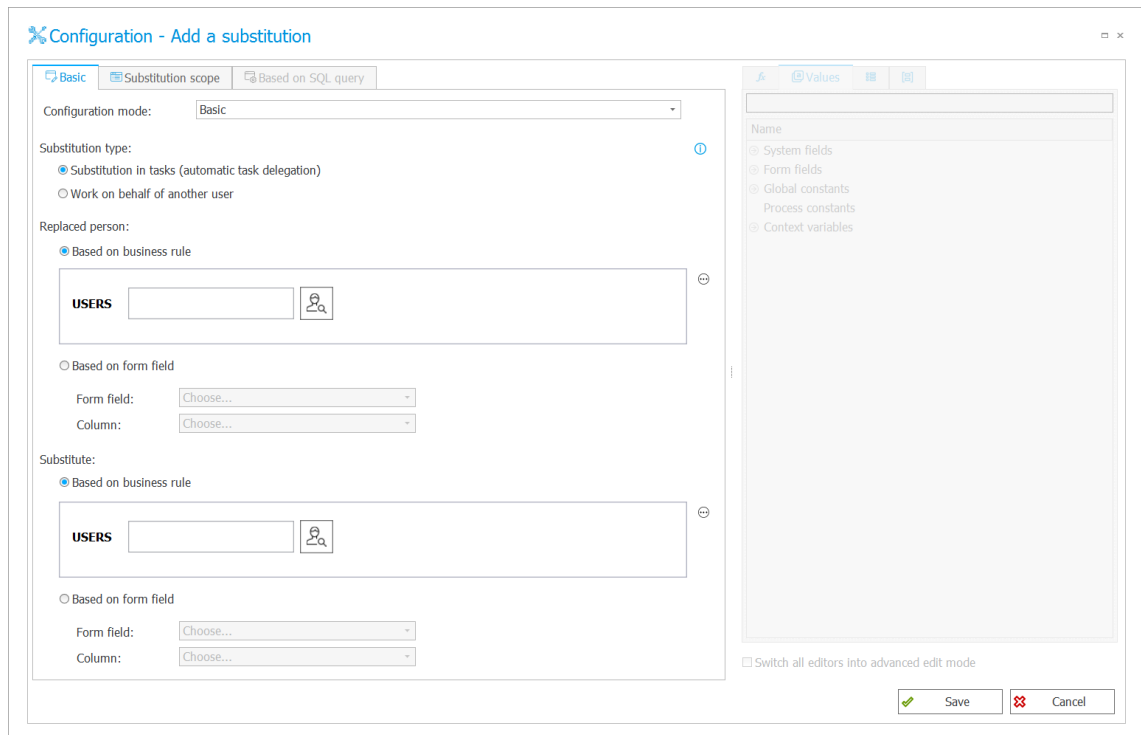 Configuration - Add a substitution
Basic
Substitution scope
Based on SQL query
Configuration mode:
Basic
Substitution type:
Substitution in tasks (automatic task delegation)
Work on behalf of another user
Replaced person:
Based on business rule
USERS
Based on form field
Form field:
Choose...
Column:
Choose...
Substitute:
Based on business rule
USERS
Based on form field
Form field:
Choose...
Column:
Choose...
Values
Name
System fields
Form fields
Global constants
Process constants
Context variables
Switch all editors into advanced edit mode
Save
Cancel